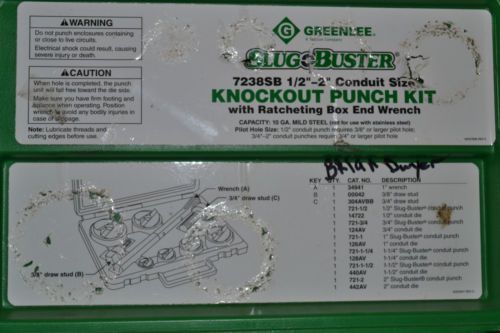 WARNING
Do not punch enclosures containing
or close to live circuits.
Electrical shock could result, causing
severe injury or death.
CAUTION
When hole is completed, the punch
unit will fall free toward the die side.
Make sure you have firm footing and
balance when operating. Position
wrench to avoid any bodily injuries in
case of slippage.
Note: Lubricate threads and
cutting edges before use.
G GREENLEE
A Textron Company
SLUG-BUSTER
7238SB 1/2"-2" Conduit Size
KNOCKOUT PUNCH KIT
with Ratcheting Box End Wrench
CAPACITY: 10 GA. MILD STEEL (not for use with stainless steel)
Pilot Hole Size: 1/2" conduit punch requires 3/8" or larger pilot hole;
3/4"–2" conduit punches require 3/4" or larger pilot hole.
BRIAN Dwyer
Wrench (A)
3/4" draw stud (C)
3/8" draw stud (B)
KEY QTY. CAT. NO. DESCRIPTION
A 1 34941 1" wrench
B 1 00042 3/8" draw stud
C 1 304AVBB 3/4" draw stud
1 721-1/2 1/2" Slug-Buster® conduit punch
1 14722 1/2" conduit die
1 721-3/4 3/4" Slug-Buster® conduit punch
1 124AV 3/4" conduit die
1 721-1 1" Slug-Buster® conduit punch
1 126AV 1" conduit die
1 721-1-1/4 1-1/4" Slug-Buster® conduit punch
1 128AV 1-1/4" conduit die
1 721-1-1/2 1-1/2" Slug-Buster® conduit punch
1 440AV 1-1/2" conduit die
1 721-2 2" Slug-Buster® conduit punch
1 442AV 2" conduit die